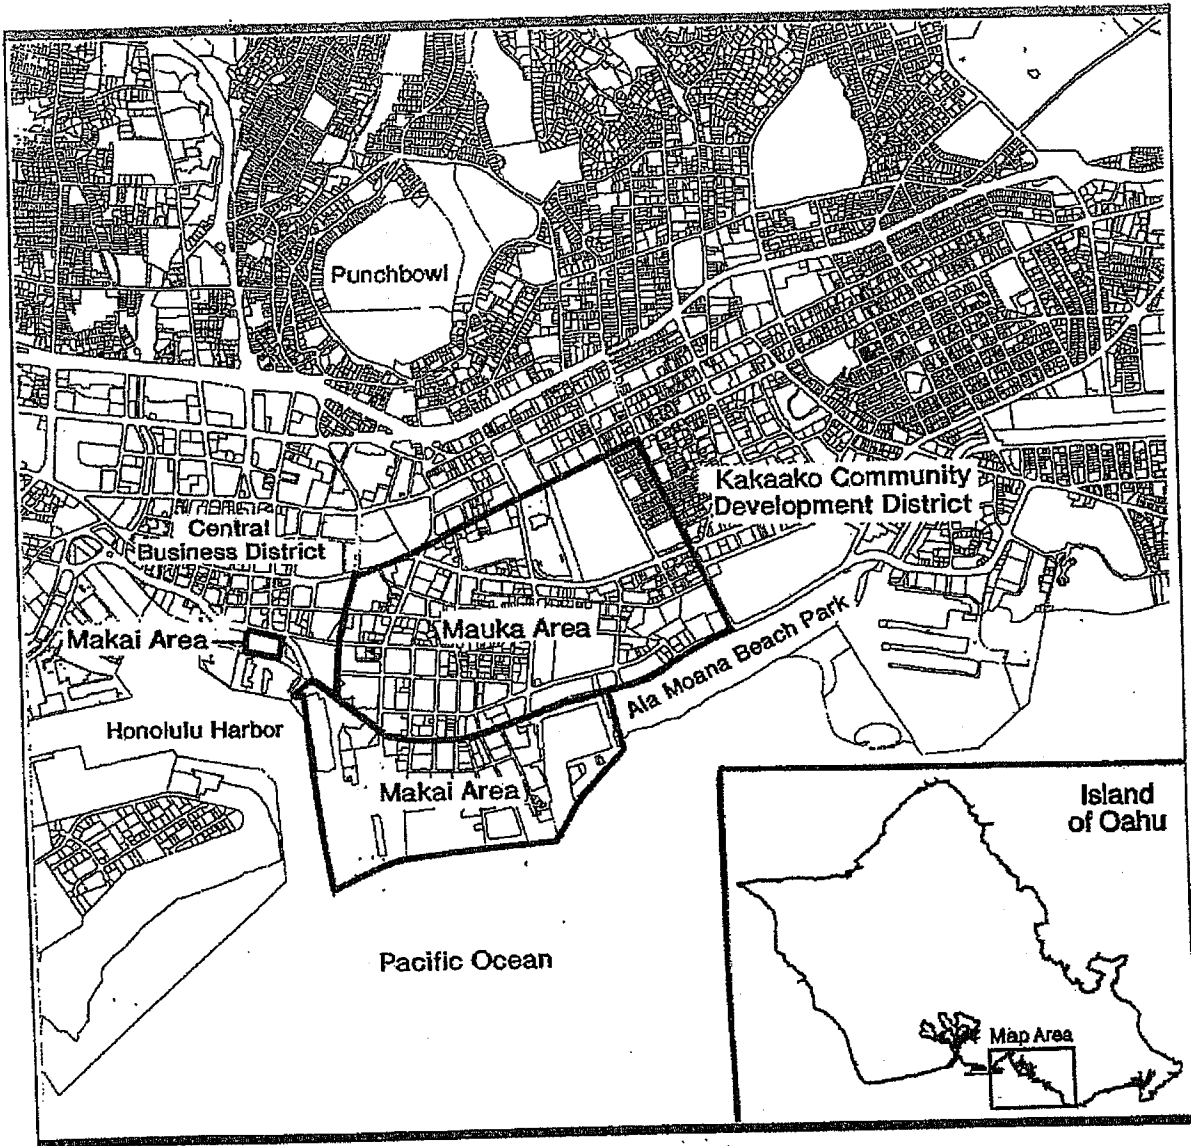 Punchbowl
Kakaako Community
Development District
Central
Business District
Makai Area
Mauka Area
Ala Moana Beach Park
Honolulu Harbor
Makai Area
Island
of Oahu
Pacific Ocean
Map Area